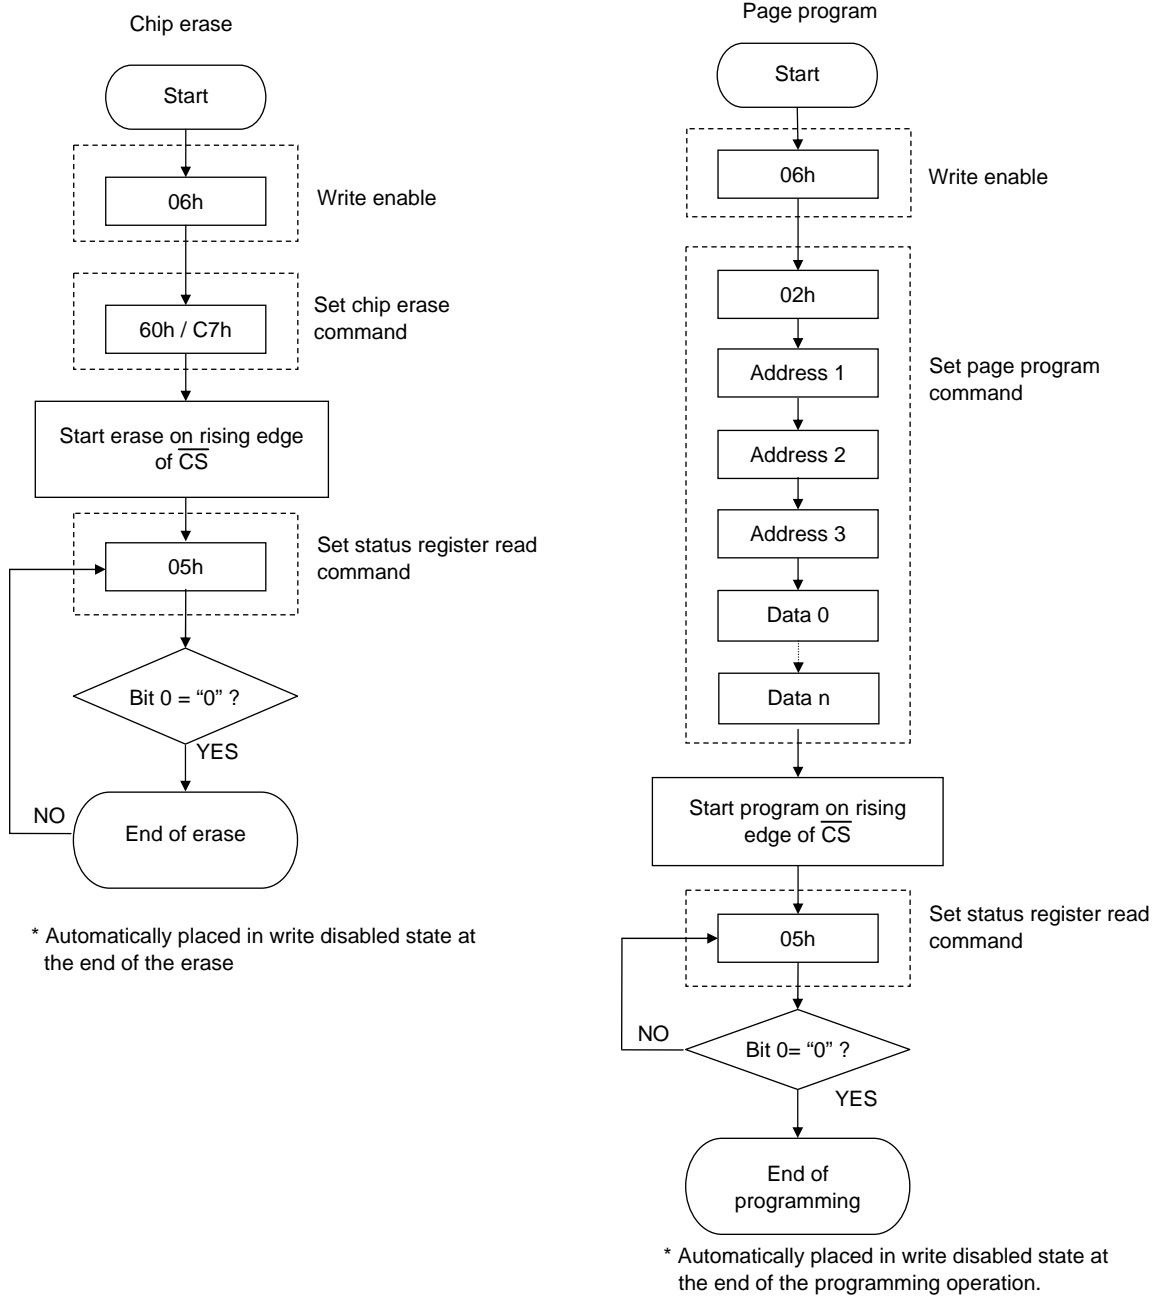 Chip erase
Start
06h
Write enable
60h / C7h
Set chip erase
command
Start erase on rising edge
of CS
05h
Set status register read
command
Bit 0 = “0” ?
YES
NO
End of erase
* Automatically placed in write disabled state at
the end of the erase
Page program
Start
06h
Write enable
02h
Address 1
Set page program
command
Address 2
Address 3
Data 0
Data n
Start program on rising
edge of CS
05h
Set status register read
command
NO
Bit 0= “0” ?
YES
End of
programming
* Automatically placed in write disabled state at
the end of the programming operation.